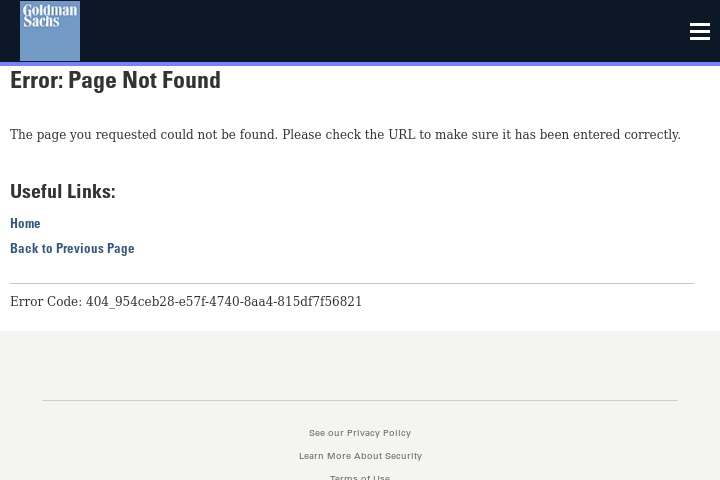 Goldman
Sachs
Error: Page Not Found
The page you requested could not be found. Please check the URL to make sure it has been entered correctly.
Useful Links:
Home
Back to Previous Page
Error Code: 404_954ceb28-e57f-4740-8aa4-815df7f56821
See our Privacy Policy
Learn More About Security
Terms of Use